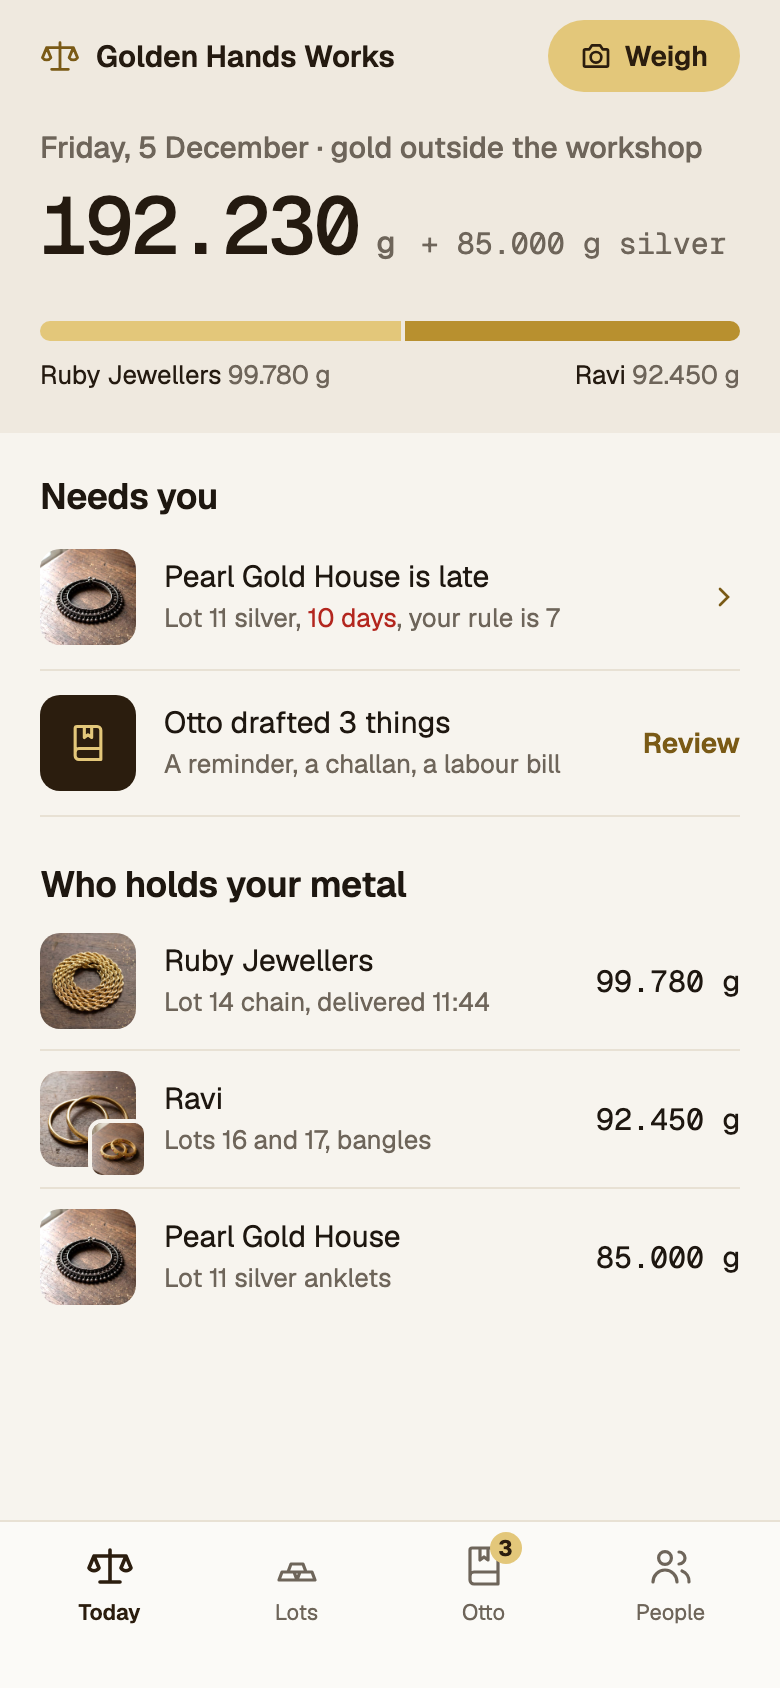 Golden Hands Works
Weigh
Friday, 5 December · gold outside the workshop
192.230 g + 85.000 g silver
Ruby Jewellers 99.780 g
Ravi 92.450 g
Needs you
Pearl Gold House is late
Lot 11 silver, 10 days, your rule is 7
Otto drafted 3 things
A reminder, a challan, a labour bill
Review
Who holds your metal
Ruby Jewellers
Lot 14 chain, delivered 11:44
99.780 g
Ravi
Lots 16 and 17, bangles
92.450 g
Pearl Gold House
Lot 11 silver anklets
85.000 g
3
Today
Lots
Otto
People